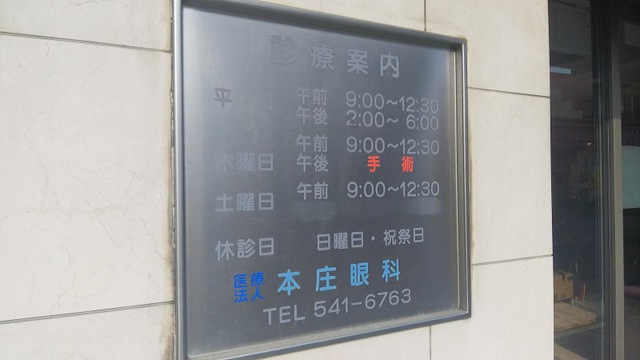 診療案内
平日 午前 9:00〜12:30
午後 2:00〜 6:00
木曜日 午前 9:00〜12:30
午後 手術
土曜日 午前 9:00〜12:30
休診日 日曜日・祝祭日
医療法人 本庄眼科
TEL 541-6763